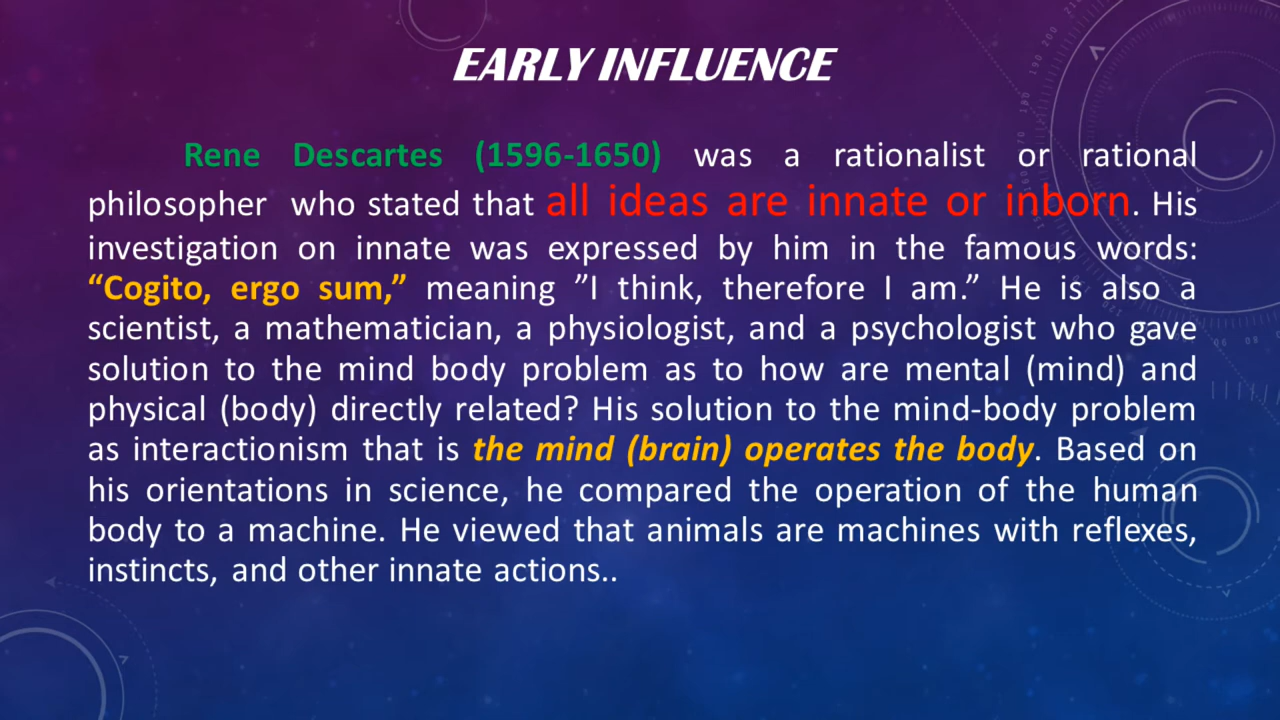 EARLY INFLUENCE
Rene Descartes (1596-1650) was a rationalist or rational
philosopher who stated that all ideas are innate or inborn. His
investigation on innate was expressed by him in the famous words:
“Cogito, ergo sum,” meaning ”I think, therefore I am.” He is also a
scientist, a mathematician, a physiologist, and a psychologist who gave
solution to the mind body problem as to how are mental (mind) and
physical (body) directly related? His solution to the mind-body problem
as interactionism that is the mind (brain) operates the body. Based on
his orientations in science, he compared the operation of the human
body to a machine. He viewed that animals are machines with reflexes,
instincts, and other innate actions..